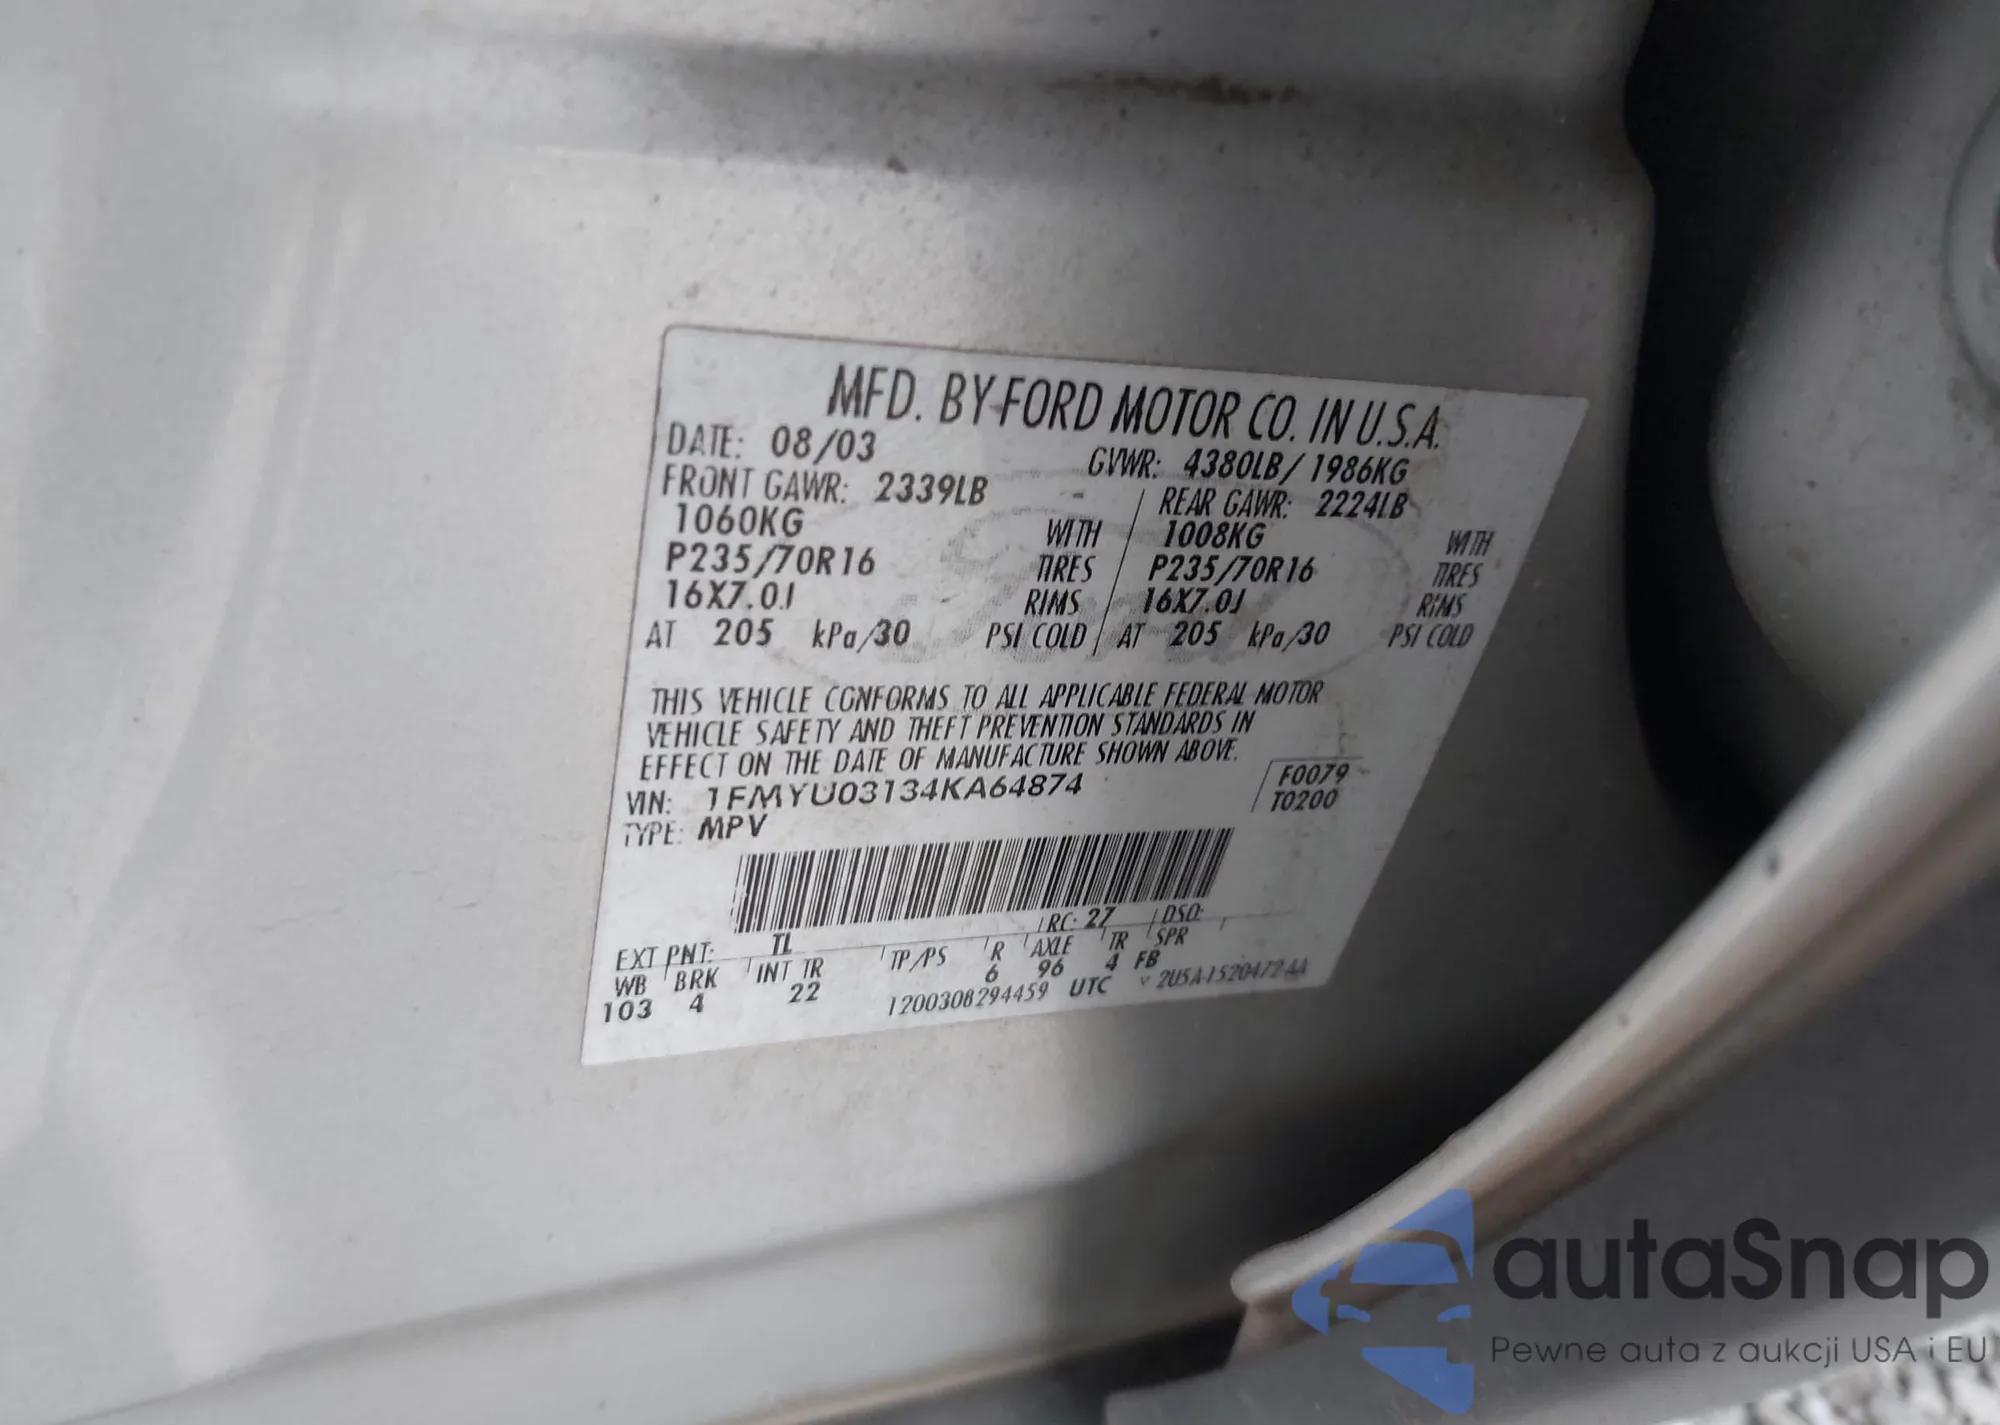 MFD. BY FORD MOTOR CO. IN U.S.A.
DATE: 08/03 GVWR: 4380LB/ 1986KG
FRONT GAWR: 2339LB REAR GAWR: 2224LB
1060KG WITH 1008KG WITH
P235/70R16 TIRES P235/70R16 TIRES
16X7.0J RIMS 16X7.0J RIMS
AT 205 kPa/30 PSI COLD AT 205 kPa/30 PSI COLD
THIS VEHICLE CONFORMS TO ALL APPLICABLE FEDERAL MOTOR
VEHICLE SAFETY AND THEFT PREVENTION STANDARDS IN
EFFECT ON THE DATE OF MANUFACTURE SHOWN ABOVE.
VIN: 1FMYU03134KA64874 F0079
TYPE: MPV T0200
EXT PNT: TL RC: 27 DSO:
WB BRK INT TR TP/PS R AXLE TR SPR
103 4 22 6 96 4 FB
1200308294459 UTC 2U5A-1520472-AA
autaSnap
Pewne auta z aukcji USA i EU